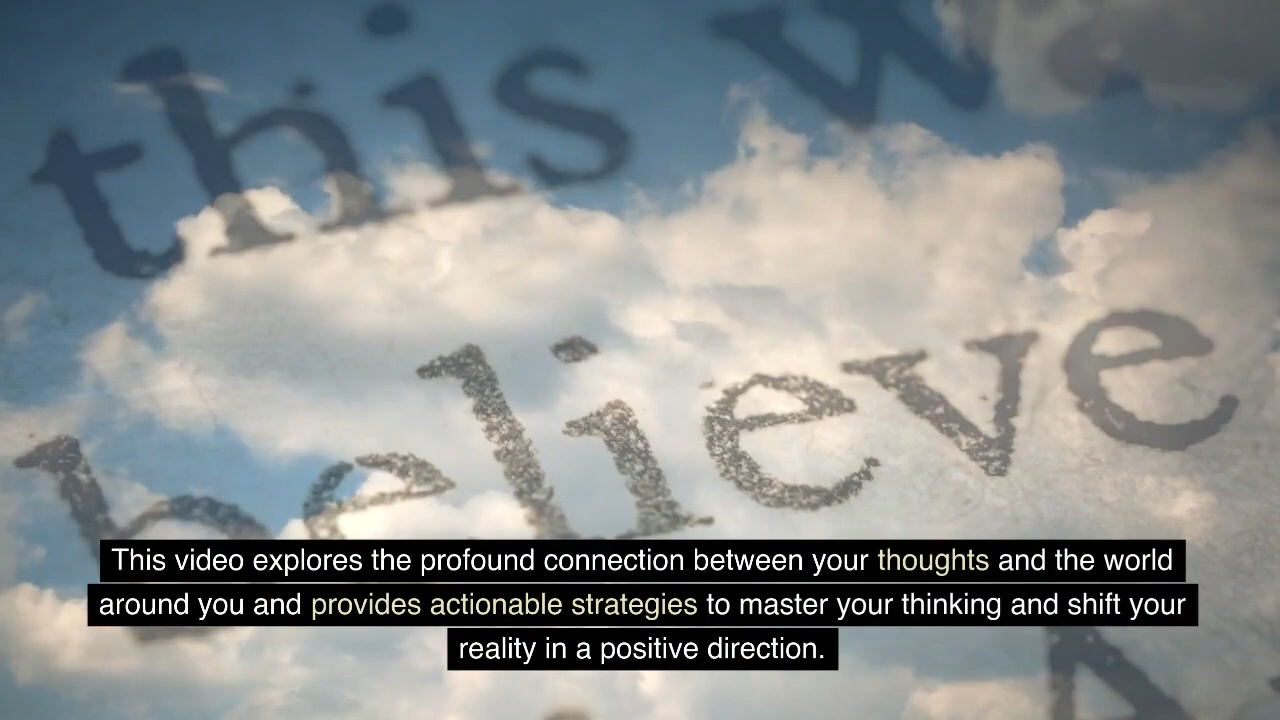 this w
believe
This video explores the profound connection between your thoughts and the world
around you and provides actionable strategies to master your thinking and shift your
reality in a positive direction.